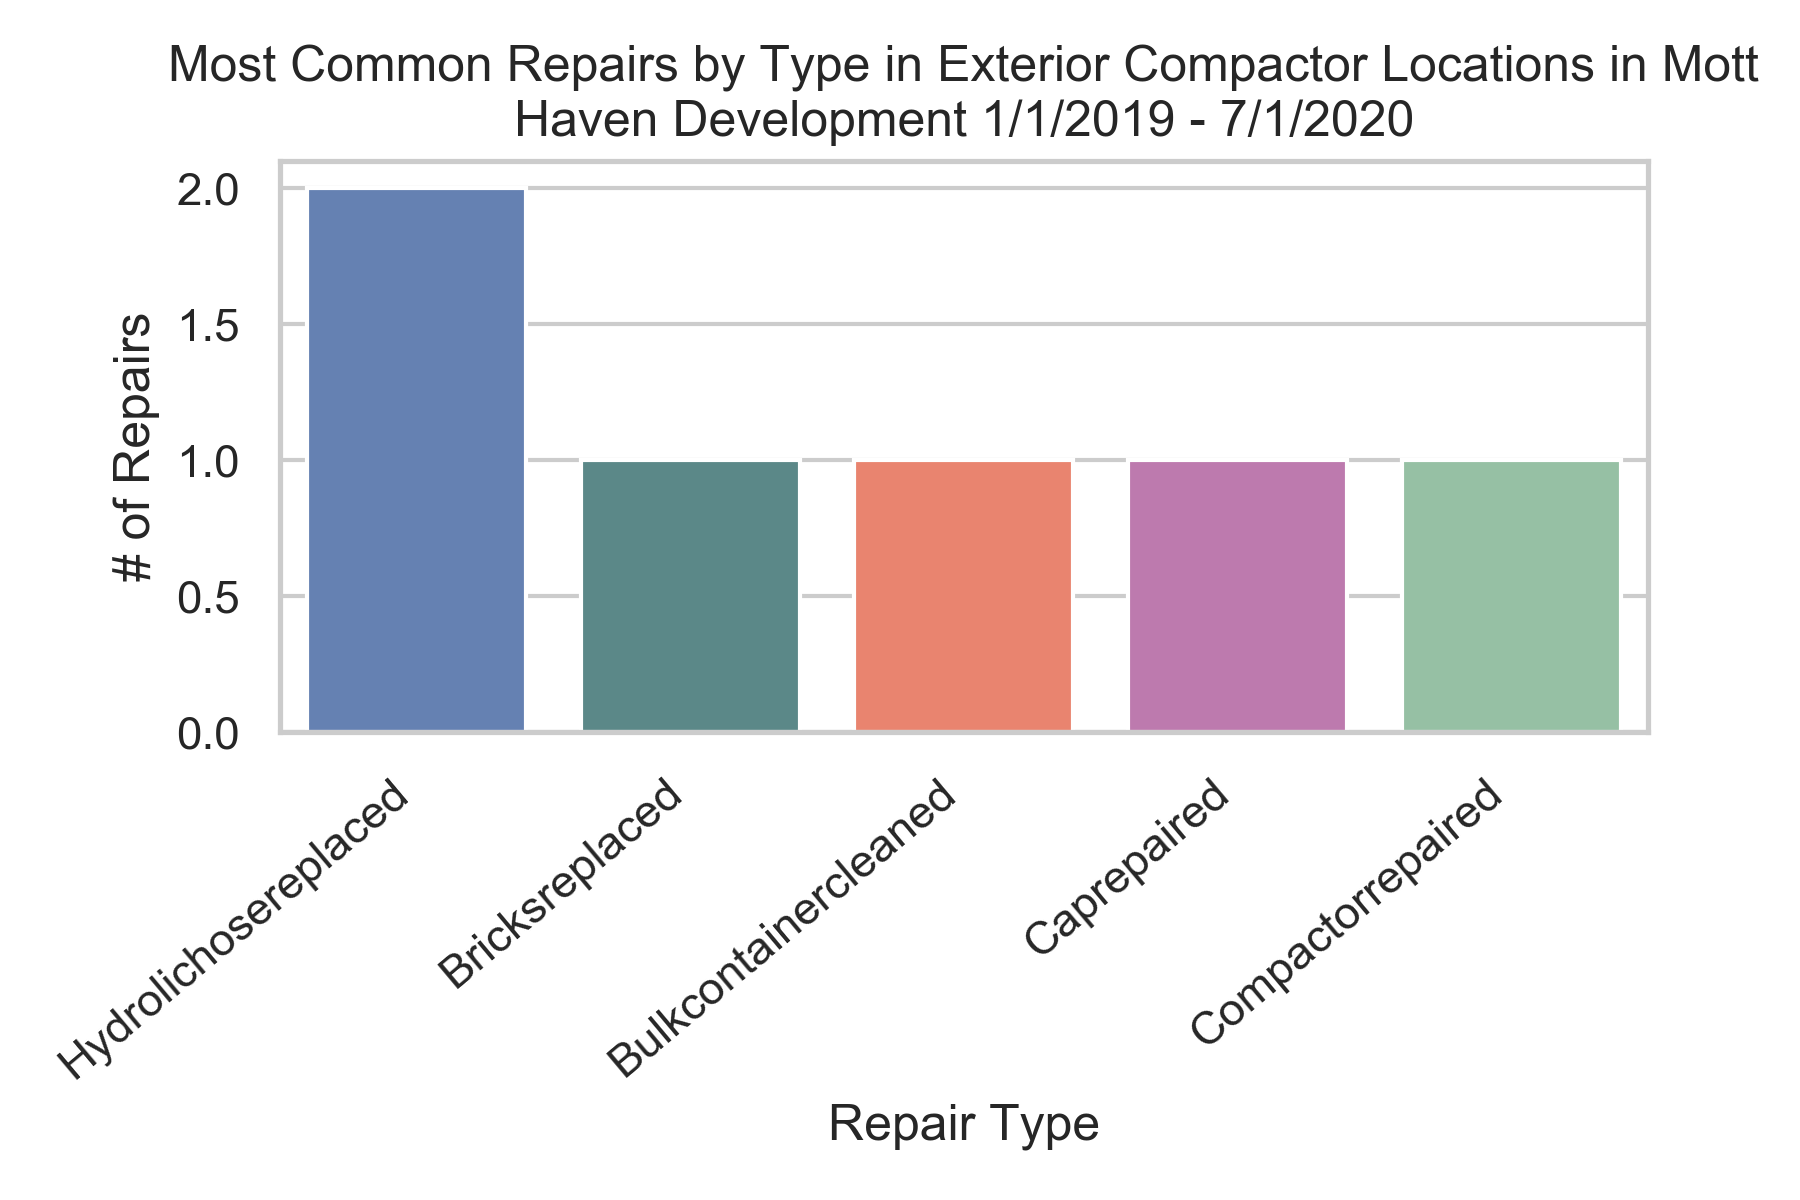 Most Common Repairs by Type in Exterior Compactor Locations in Mott
Haven Development 1/1/2019 - 7/1/2020
# of Repairs
2.0
1.5
1.0
0.5
0.0
Hydrolichosereplaced
Bricksreplaced
Bulkcontainercleaned
Caprepaired
Compactorrepaired
Repair Type